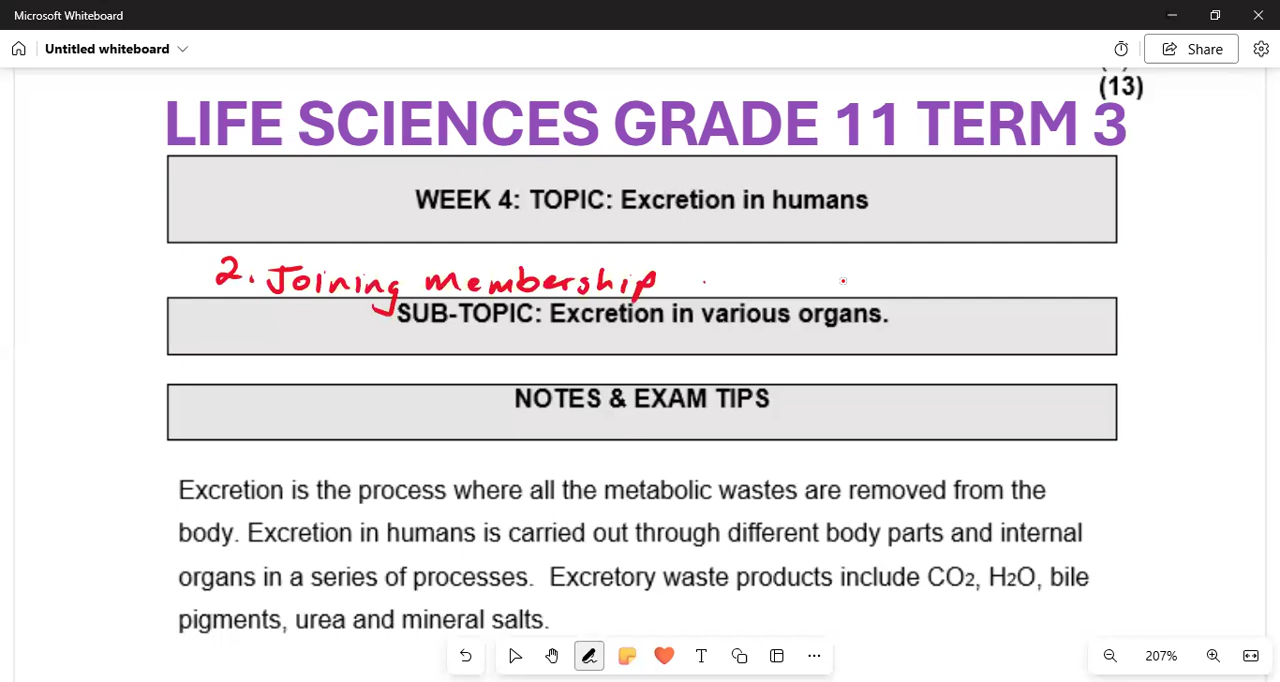 Microsoft Whiteboard
Untitled whiteboard
Share
(13)
LIFE SCIENCES GRADE 11 TERM 3
WEEK 4: TOPIC: Excretion in humans
2. Joining membership
SUB-TOPIC: Excretion in various organs.
NOTES & EXAM TIPS
Excretion is the process where all the metabolic wastes are removed from the
body. Excretion in humans is carried out through different body parts and internal
organs in a series of processes. Excretory waste products include CO2, H2O, bile
pigments, urea and mineral salts.
207%